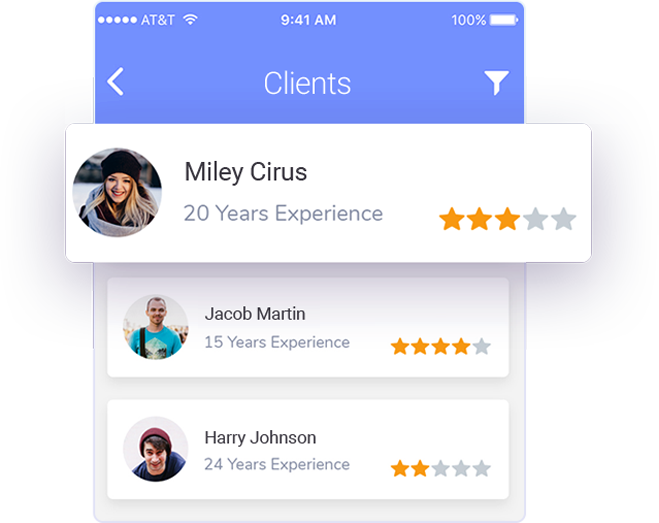 AT&T 9:41 AM 100%
Clients
Miley Cirus
20 Years Experience
Jacob Martin
15 Years Experience
Harry Johnson
24 Years Experience